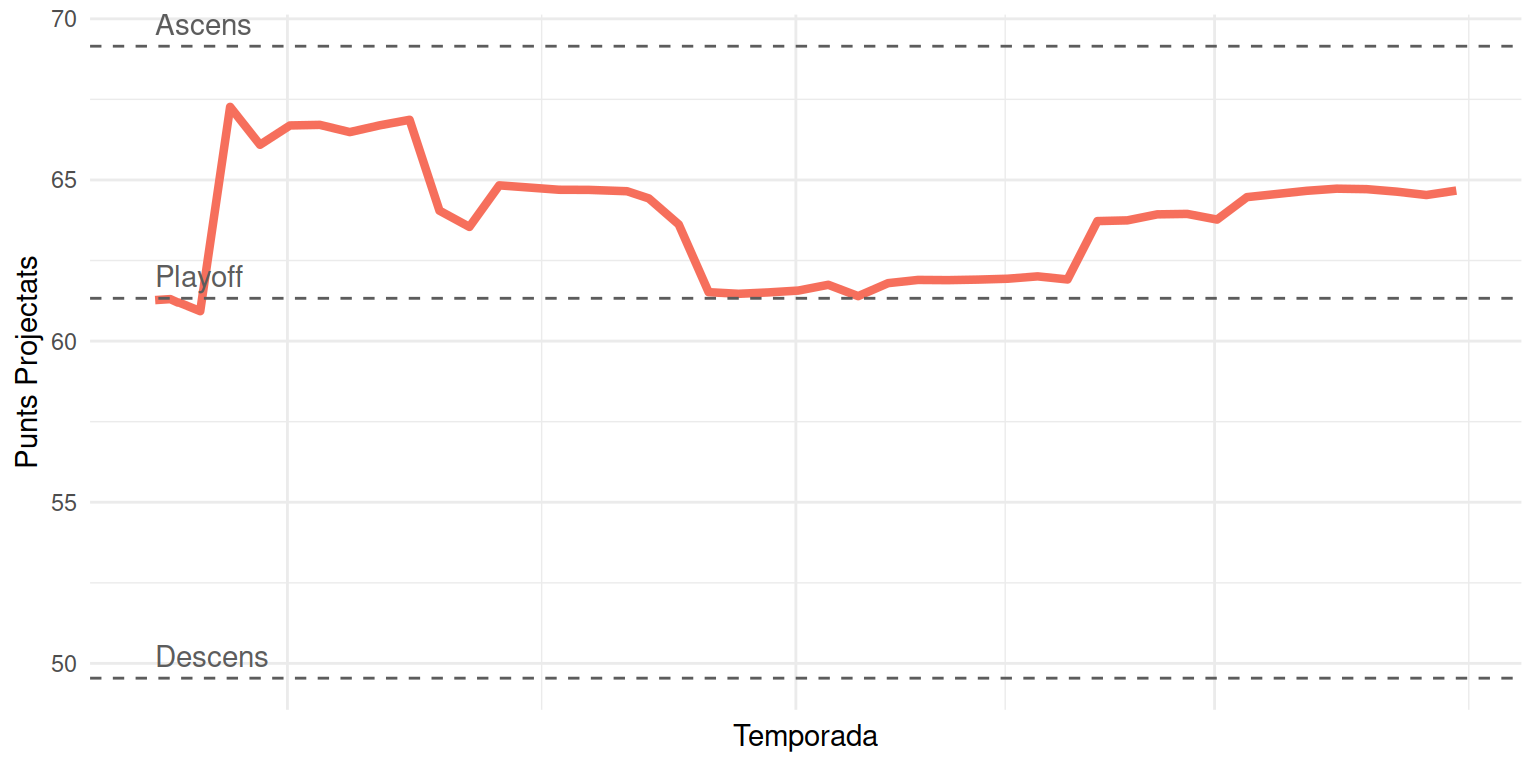 70
Ascens
65
Playoff
60
55
Descens
50
Punts Projectats
Temporada